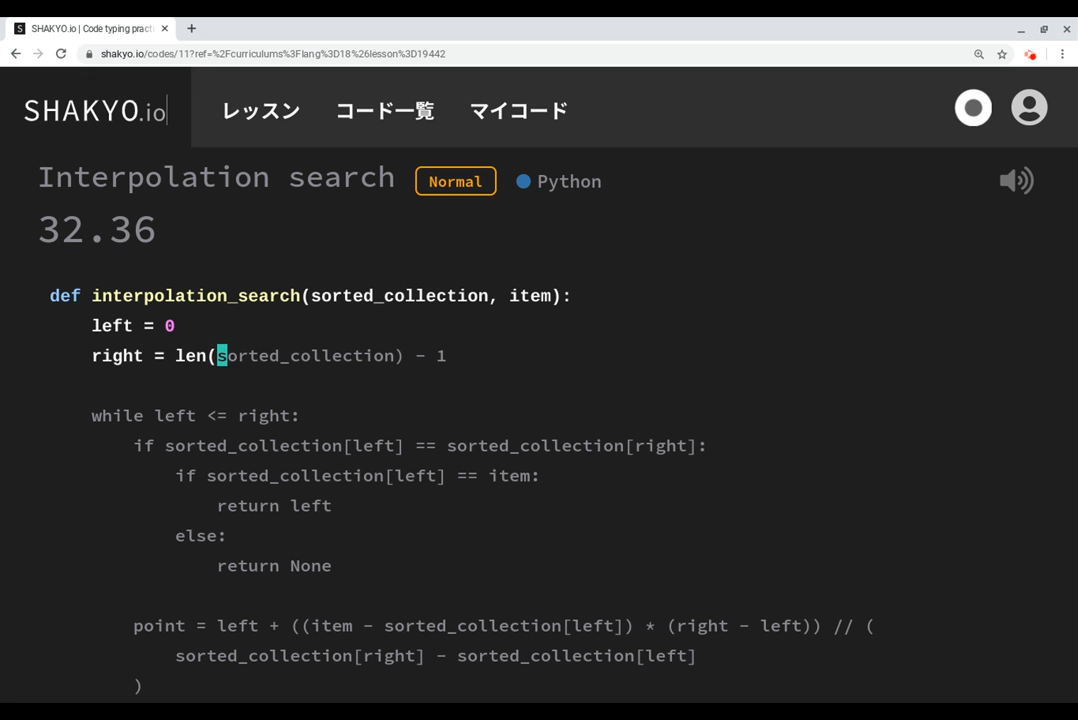 SHAKYO.io | Code typing practi
shakyo.io/codes/11?ref=%2Fcurriculums%3Flang%3D18%26lesson%3D19442
SHAKYO.io
レッスン コード一覧 マイコード
Interpolation search Normal Python
32.36
def interpolation_search(sorted_collection, item):
left = 0
right = len(sorted_collection) - 1
while left <= right:
if sorted_collection[left] == sorted_collection[right]:
if sorted_collection[left] == item:
return left
else:
return None
point = left + ((item - sorted_collection[left]) * (right - left)) // (
sorted_collection[right] - sorted_collection[left]
)